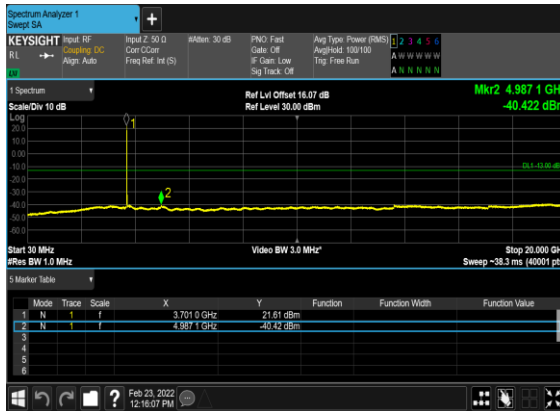 Spectrum Analyzer 1
Swept SA
+
KEYSIGHT Input: RF Input Z: 50 Ω #Atten: 30 dB PNO: Fast Avg Type: Power (RMS) 1 2 3 4 5 6
RL Coupling: DC Corr CCorr Gate: Off Avg|Hold: 100/100 A W W W W W
Align: Auto Freq Ref: Int (S) IF Gain: Low Trig: Free Run
Sig Track: Off A N N N N N
1 Spectrum Ref Lvl Offset 16.07 dB Mkr2 4.987 1 GH
Scale/Div 10 dB Ref Level 30.00 dBm -40.422 dBr
Log
20.0
10.0
0.00
-10.0
-20.0
-30.0
-40.0
-50.0
-60.0
1
DL1 -13.00 dB
2
Start 30 MHz Video BW 3.0 MHz* Stop 20.000 GH
#Res BW 1.0 MHz Sweep ~38.3 ms (40001 pt
5 Marker Table
Mode Trace Scale X Y Function Function Width Function Value
1 N 1 f 3.701 0 GHz 21.61 dBm
2 N 1 f 4.987 1 GHz -40.42 dBm
3
4
5
6
? Feb 23, 2022
12:16:07 PM